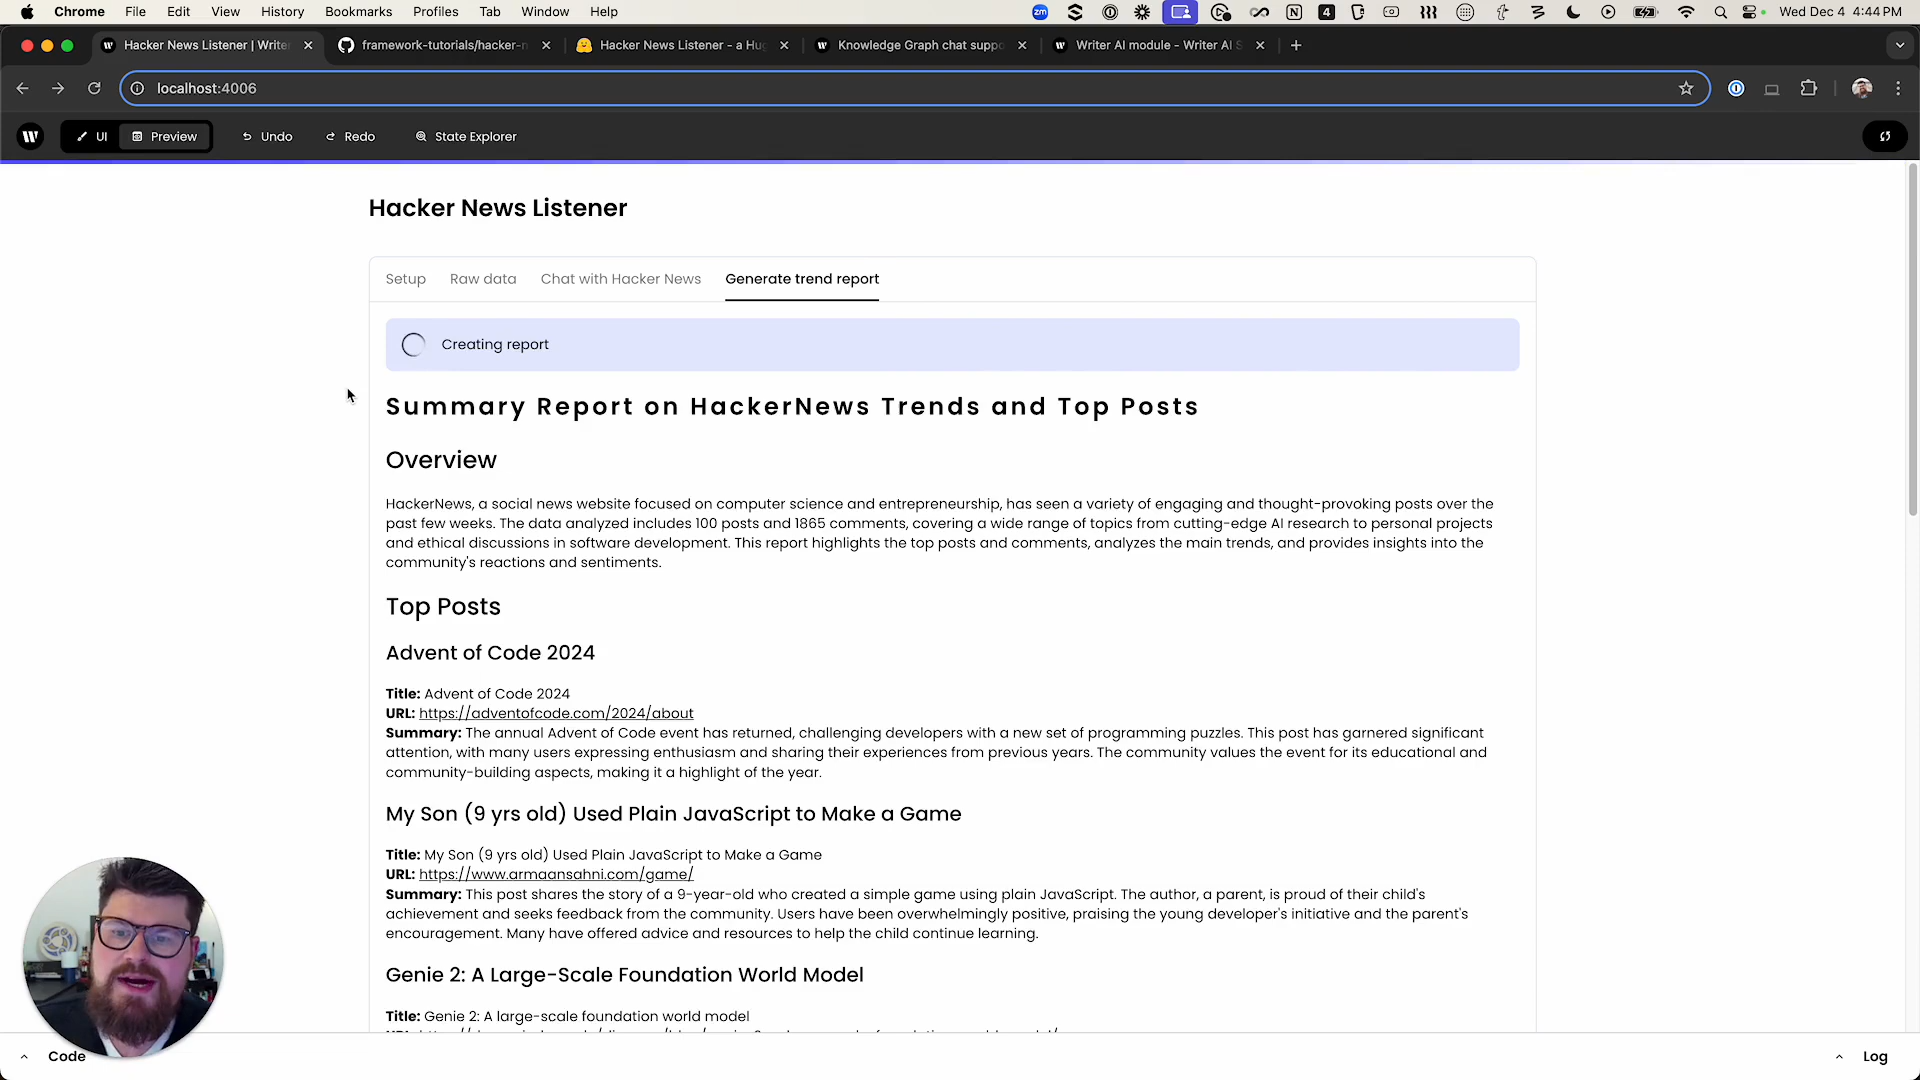 Chrome File Edit View History Bookmarks Profiles Tab Window Help
4 Wed Dec 4 4:44 PM
Hacker News Listener | Writer
framework-tutorials/hacker-n
Hacker News Listener - a Hug
Knowledge Graph chat suppo
Writer AI module - Writer AI S
localhost:4006
UI Preview Undo Redo State Explorer
Hacker News Listener
Setup Raw data Chat with Hacker News Generate trend report
Creating report
Summary Report on HackerNews Trends and Top Posts
Overview
HackerNews, a social news website focused on computer science and entrepreneurship, has seen a variety of engaging and thought-provoking posts over the
past few weeks. The data analyzed includes 100 posts and 1865 comments, covering a wide range of topics from cutting-edge AI research to personal projects
and ethical discussions in software development. This report highlights the top posts and comments, analyzes the main trends, and provides insights into the
community's reactions and sentiments.
Top Posts
Advent of Code 2024
Title: Advent of Code 2024
URL: https://adventofcode.com/2024/about
Summary: The annual Advent of Code event has returned, challenging developers with a new set of programming puzzles. This post has garnered significant
attention, with many users expressing enthusiasm and sharing their experiences from previous years. The community values the event for its educational and
community-building aspects, making it a highlight of the year.
My Son (9 yrs old) Used Plain JavaScript to Make a Game
Title: My Son (9 yrs old) Used Plain JavaScript to Make a Game
URL: https://www.armaansahni.com/game/
Summary: This post shares the story of a 9-year-old who created a simple game using plain JavaScript. The author, a parent, is proud of their child's
achievement and seeks feedback from the community. Users have been overwhelmingly positive, praising the young developer's initiative and the parent's
encouragement. Many have offered advice and resources to help the child continue learning.
Genie 2: A Large-Scale Foundation World Model
Title: Genie 2: A large-scale foundation world model
Code Log